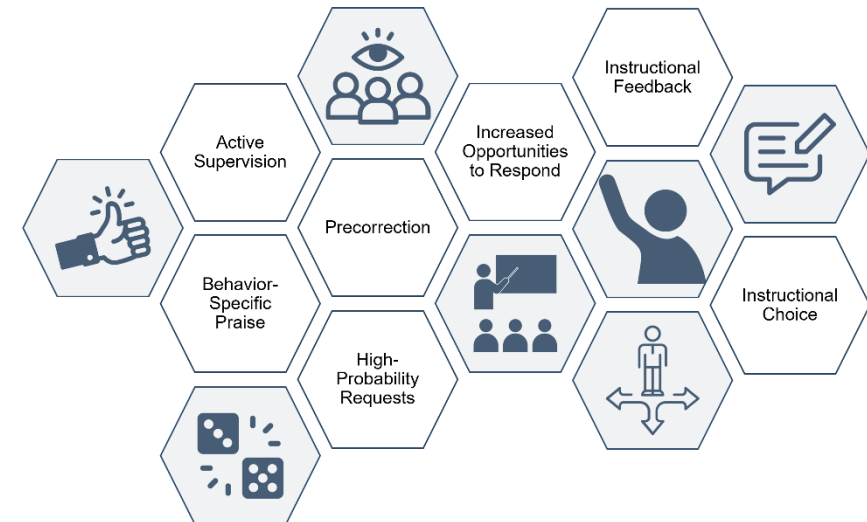 Active
Supervision
Behavior-
Specific
Praise
Precorrection
High-
Probability
Requests
Increased
Opportunities
to Respond
Instructional
Feedback
Instructional
Choice